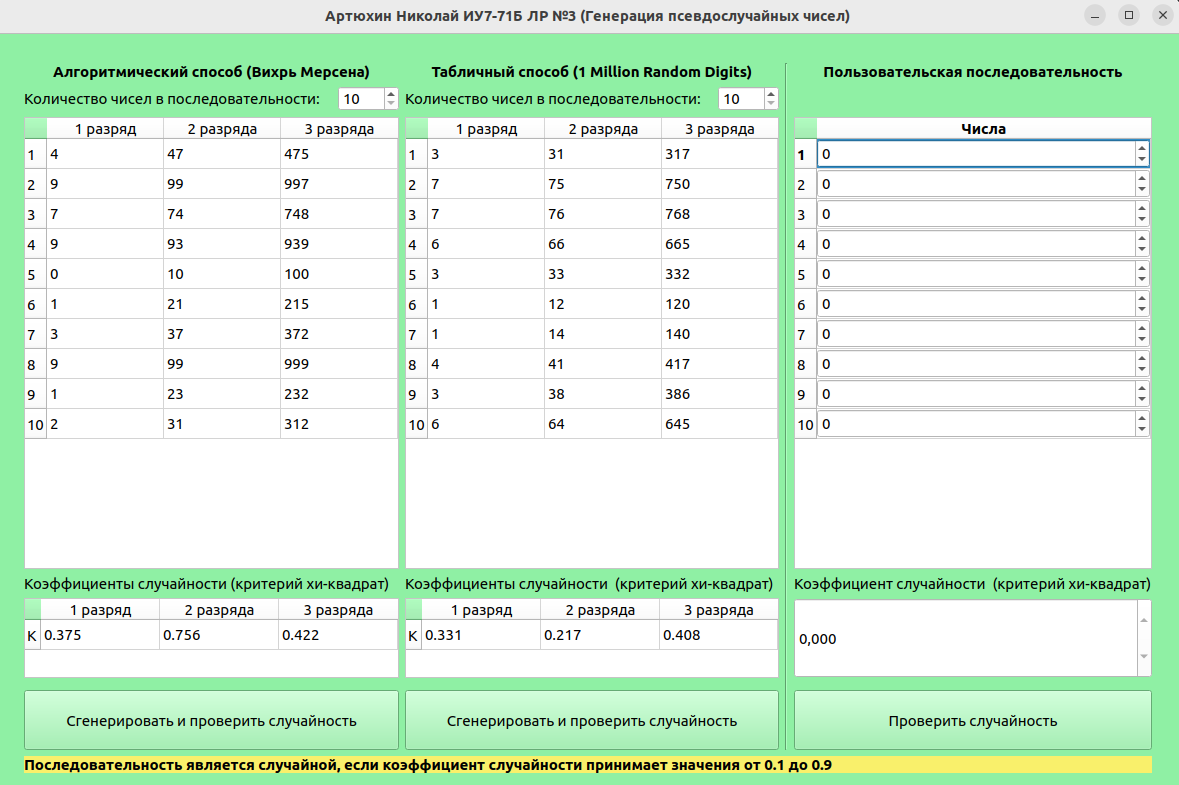 Артюхин Николай ИУ7-71Б ЛР №3 (Генерация псевдослучайных чисел)
Алгоритмический способ (Вихрь Мерсена)
Количество чисел в последовательности: 10
1 разряд 2 разряда 3 разряда
1 4 47 475
2 9 99 997
3 7 74 748
4 9 93 939
5 0 10 100
6 1 21 215
7 3 37 372
8 9 99 999
9 1 23 232
10 2 31 312
Коэффициенты случайности (критерий хи-квадрат)
1 разряд 2 разряда 3 разряда
K 0.375 0.756 0.422
Сгенерировать и проверить случайность
Табличный способ (1 Million Random Digits)
Количество чисел в последовательности: 10
1 разряд 2 разряда 3 разряда
1 3 31 317
2 7 75 750
3 7 76 768
4 6 66 665
5 3 33 332
6 1 12 120
7 1 14 140
8 4 41 417
9 3 38 386
10 6 64 645
Коэффициенты случайности (критерий хи-квадрат)
1 разряд 2 разряда 3 разряда
K 0.331 0.217 0.408
Сгенерировать и проверить случайность
Пользовательская последовательность
Числа
1 0
2 0
3 0
4 0
5 0
6 0
7 0
8 0
9 0
10 0
Коэффициент случайности (критерий хи-квадрат)
0,000
Проверить случайность
Последовательность является случайной, если коэффициент случайности принимает значения от 0.1 до 0.9